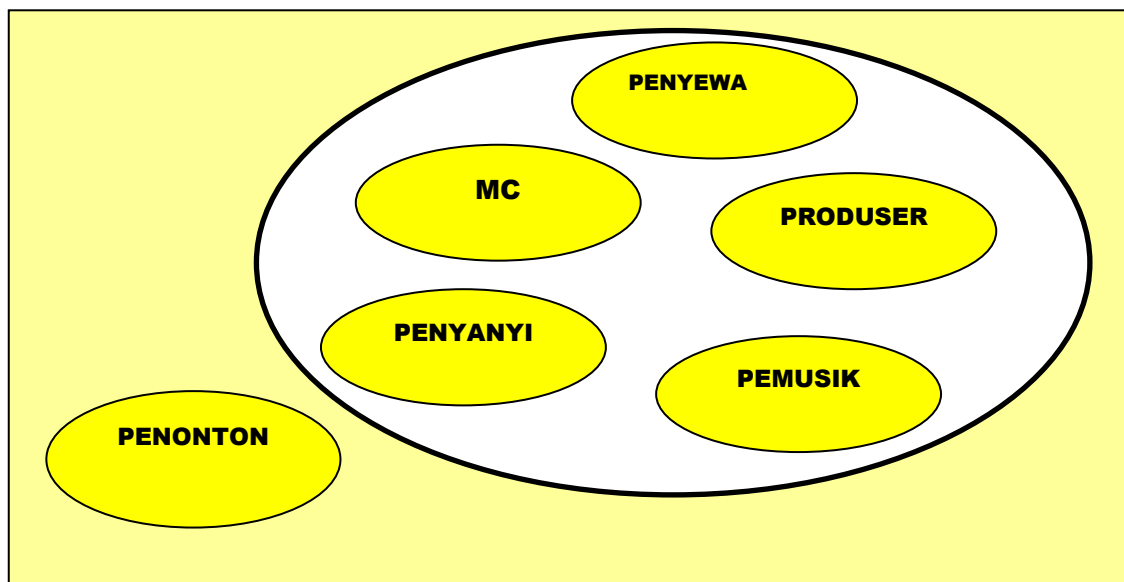 PENYEWA
MC
PRODUSER
PENYANYI
PEMUSIK
PENONTON